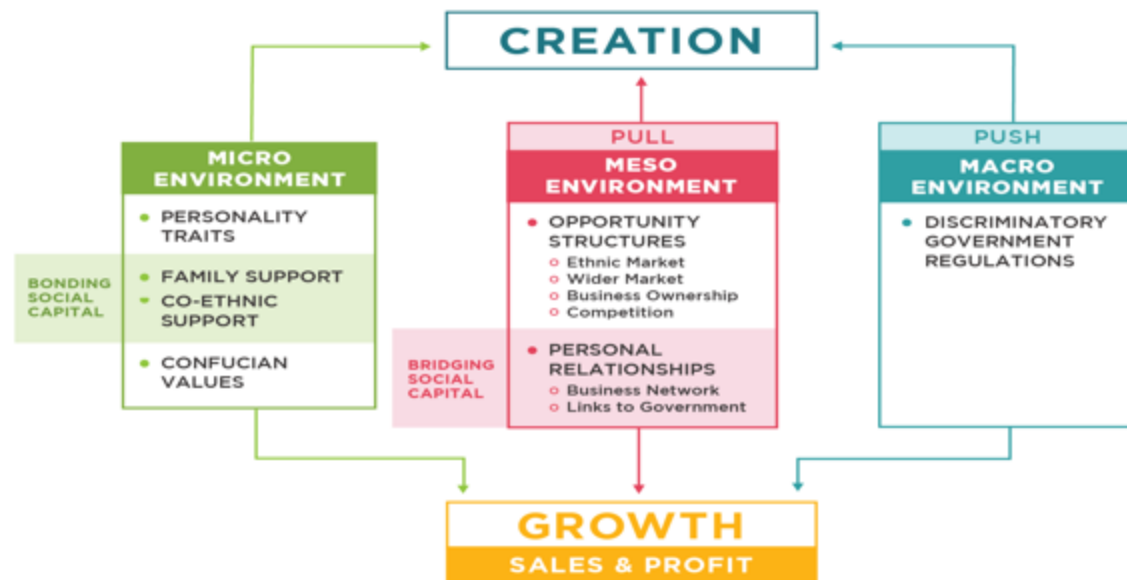 CREATION
MICRO
ENVIRONMENT
• PERSONALITY
TRAITS
BONDING
SOCIAL
CAPITAL
• FAMILY SUPPORT
• CO-ETHNIC
SUPPORT
• CONFUCIAN
VALUES
PULL
MESO
ENVIRONMENT
• OPPORTUNITY
STRUCTURES
o Ethnic Market
o Wider Market
o Business Ownership
o Competition
BRIDGING
SOCIAL
CAPITAL
• PERSONAL
RELATIONSHIPS
o Business Network
o Links to Government
PUSH
MACRO
ENVIRONMENT
• DISCRIMINATORY
GOVERNMENT
REGULATIONS
GROWTH
SALES & PROFIT